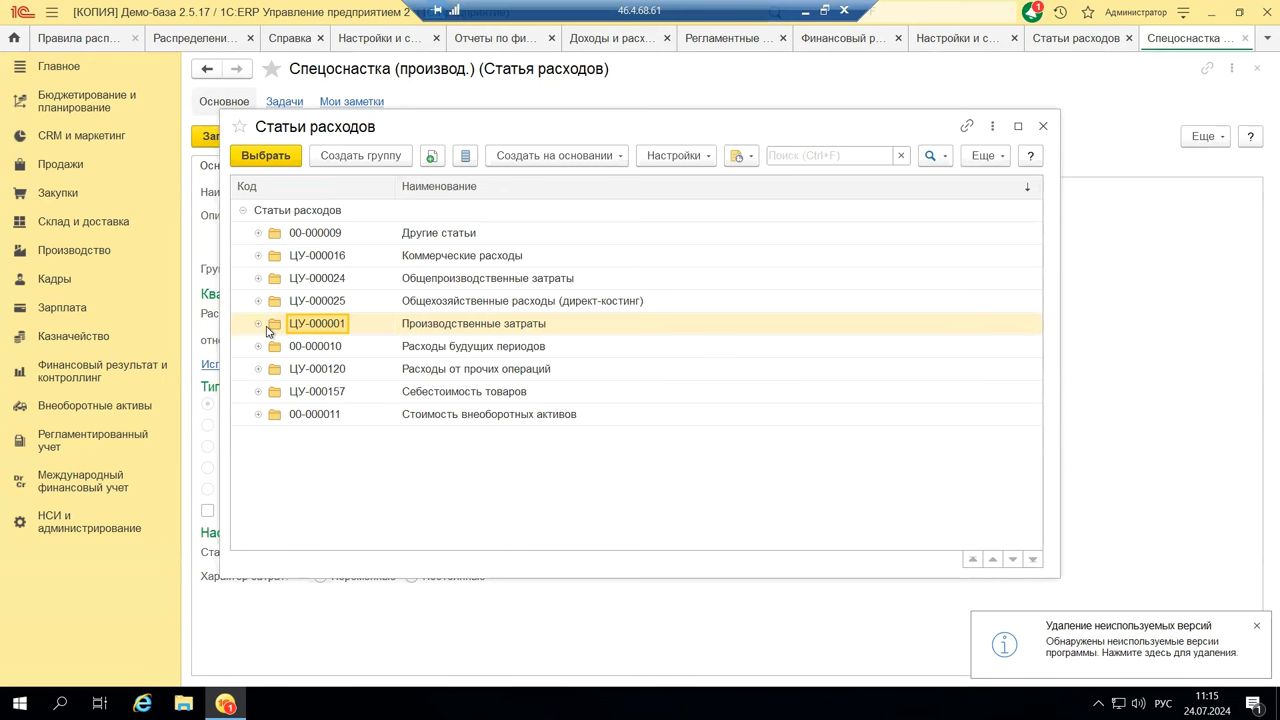 [КОПИЯ] Демо-база 2.5.17 / 1С:ERP Управление предприятием 2
46.4.68.61
Администратор
Правила расп...
Распределени...
Справка
Настройки и с...
Отчеты по фи...
Доходы и расх...
Регламентные ...
Финансовый р...
Настройки и с...
Статьи расходов
Спецоснастка ...
Главное
Бюджетирование и
планирование
CRM и маркетинг
Продажи
Закупки
Склад и доставка
Производство
Кадры
Зарплата
Казначейство
Финансовый результат и
контроллинг
Внеоборотные активы
Регламентированный
учет
Международный
финансовый учет
НСИ и
администрирование
Спецоснастка (производ.) (Статья расходов)
Основное
Задачи
Мои заметки
Еще
?
Статьи расходов
Выбрать
Создать группу
Создать на основании
Настройки
Поиск (Ctrl+F)
Еще
?
Код
Наименование
Статьи расходов
00-000009 Другие статьи
ЦУ-000016 Коммерческие расходы
ЦУ-000024 Общепроизводственные затраты
ЦУ-000025 Общехозяйственные расходы (директ-костинг)
ЦУ-000001 Производственные затраты
00-000010 Расходы будущих периодов
ЦУ-000120 Расходы от прочих операций
ЦУ-000157 Себестоимость товаров
00-000011 Стоимость внеоборотных активов
Удаление неиспользуемых версий
Обнаружены неиспользуемые версии
программы. Нажмите здесь для удаления.
РУС
11:15
24.07.2024